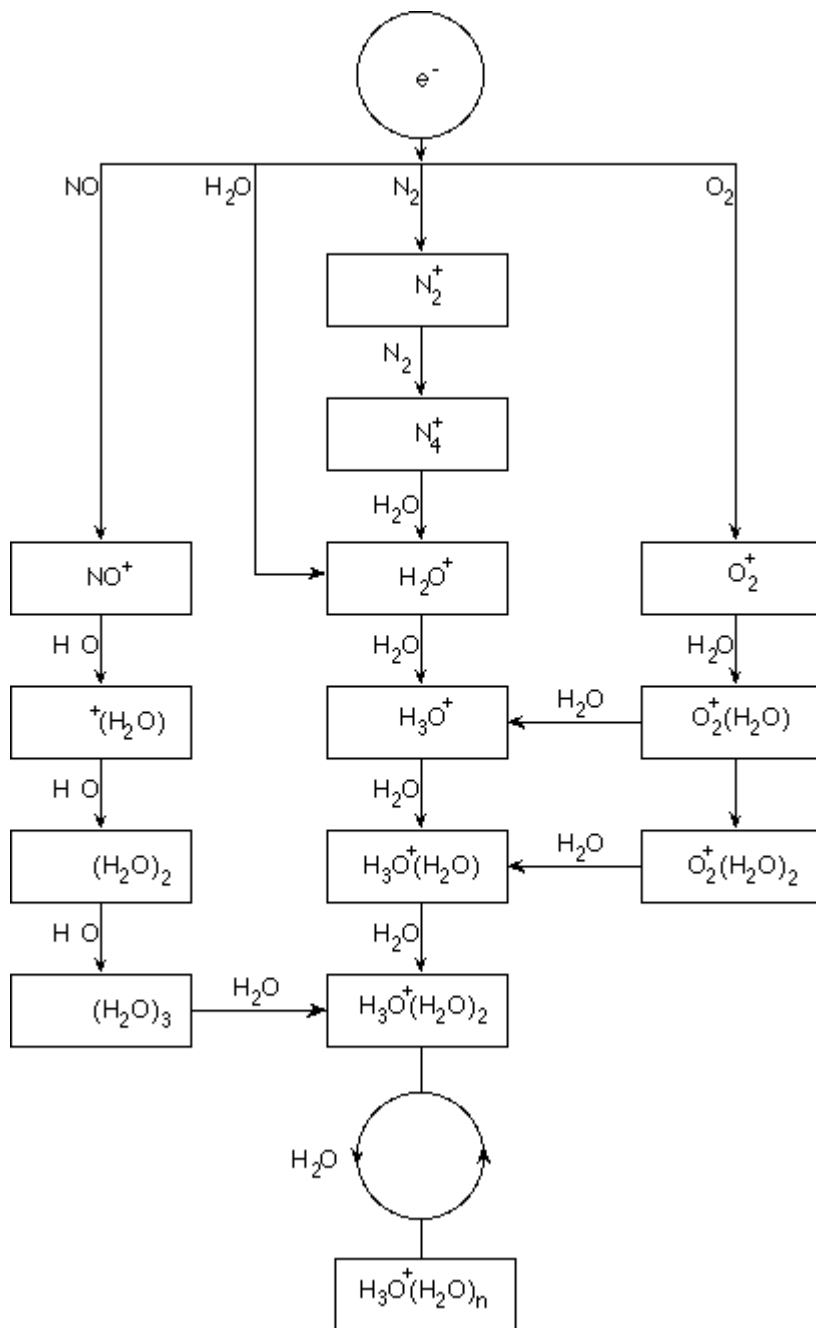 e⁻
NO H₂O N₂ O₂
N₂⁺
N₂
N₄⁺
H₂O
NO⁺ H₂O⁺ O₂⁺
H O H₂O H₂O
⁺(H₂O) H₃O⁺ H₂O O₂⁺(H₂O)
H O H₂O
(H₂O)₂ H₃O⁺(H₂O) H₂O O₂⁺(H₂O)₂
H O H₂O
(H₂O)₃ H₂O H₃O⁺(H₂O)₂
H₂O
H₃O⁺(H₂O)ₙ